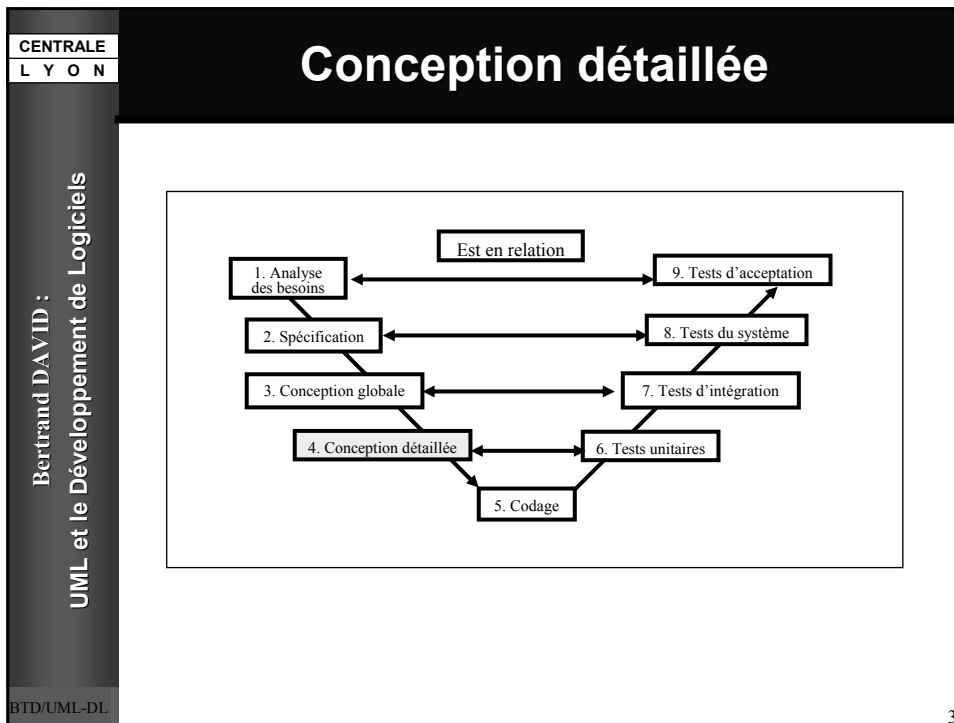 CENTRALE
L Y O N
Conception détaillée
Bertrand DAVID :
UML et le Développement de Logiciels
Est en relation
1. Analyse
des besoins
9. Tests d'acceptation
2. Spécification
8. Tests du système
3. Conception globale
7. Tests d'intégration
4. Conception détaillée
6. Tests unitaires
5. Codage
BTD/UML-DL
3